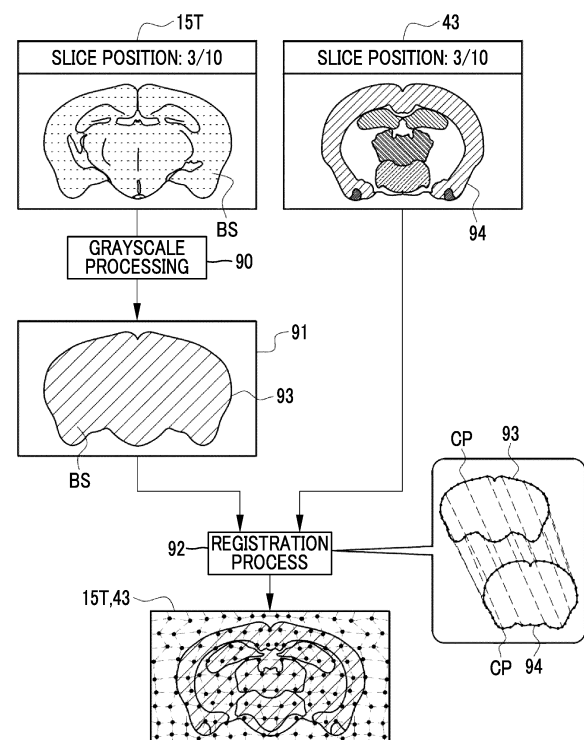 15T
43
SLICE POSITION: 3/10
SLICE POSITION: 3/10
BS
94
GRAYSCALE
PROCESSING
90
91
93
BS
CP
93
92
REGISTRATION
PROCESS
15T,43
CP
94